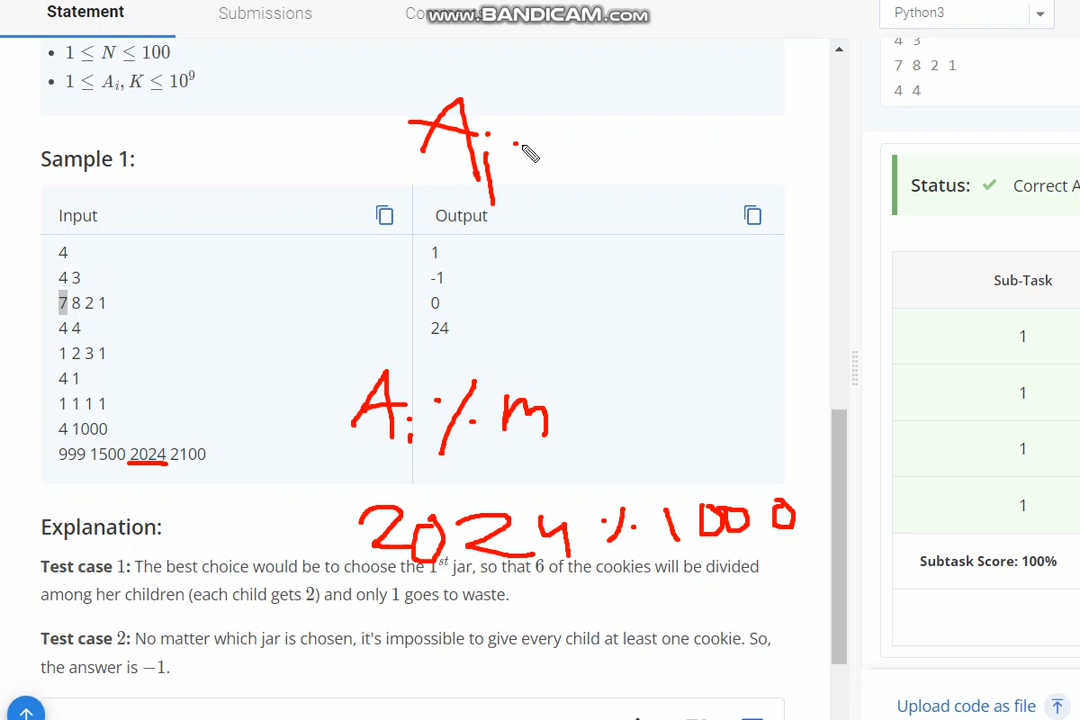 Statement
Submissions
Co
www.BANDICAM.com
Python3
• 1 ≤ N ≤ 100
• 1 ≤ Ai, K ≤ 10^9
4 3
7 8 2 1
4 4
Ai
Sample 1:
Input
Output
4
4 3
7 8 2 1
4 4
1 2 3 1
4 1
1 1 1 1
4 1000
999 1500 2024 2100
1
-1
0
24
Ai % m
2024 % 1000
Explanation:
Test case 1: The best choice would be to choose the 1st jar, so that 6 of the cookies will be divided
among her children (each child gets 2) and only 1 goes to waste.
Test case 2: No matter which jar is chosen, it's impossible to give every child at least one cookie. So,
the answer is −1.
Status: ✓ Correct A
Sub-Task
1
1
1
1
Subtask Score: 100%
Upload code as file